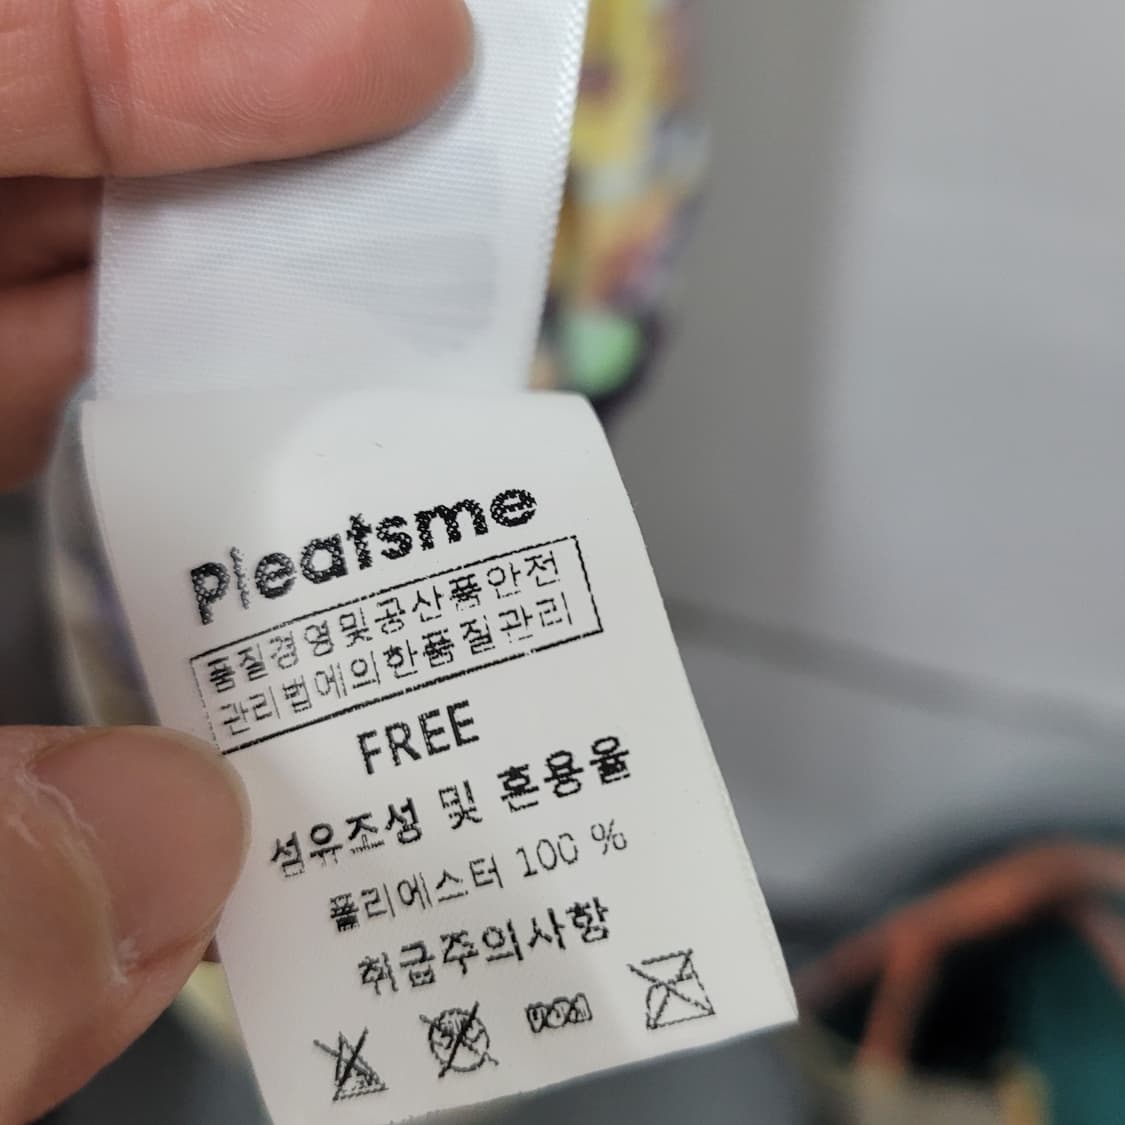 Pleatsme
품질경영및공산품안전
관리법에의한품질관리
FREE
섬유조성 및 혼용율
폴리에스터 100 %
취급주의사항